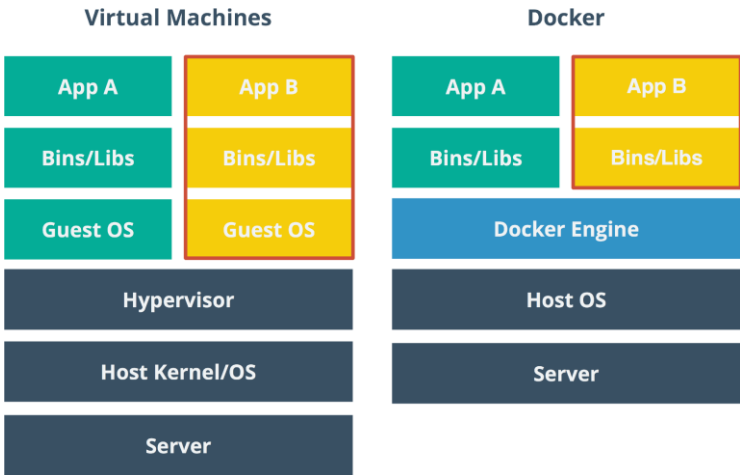 Virtual Machines
App A
App B
Bins/Libs
Bins/Libs
Guest OS
Guest OS
Hypervisor
Host Kernel/OS
Server
Docker
App A
App B
Bins/Libs
Bins/Libs
Docker Engine
Host OS
Server